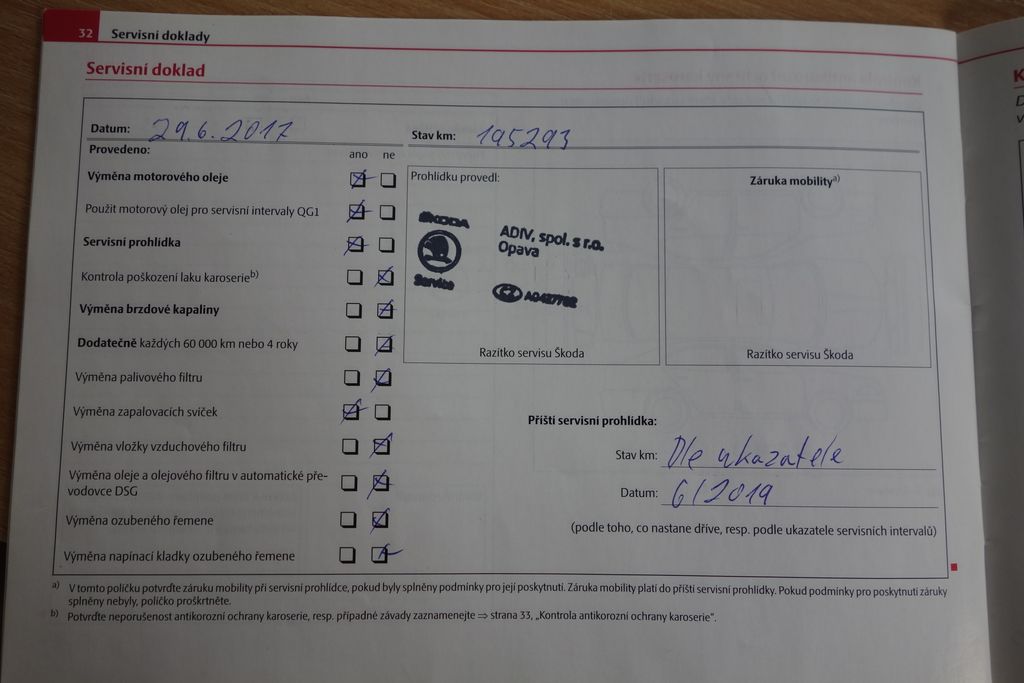 32 Servisní doklady
Servisní doklad
Datum: 29.6.2017 Stav km: 195293
Provedeno: ano ne
Výměna motorového oleje
Použit motorový olej pro servisní intervaly QG1
Servisní prohlídka
Kontrola poškození laku karoserie b)
Výměna brzdové kapaliny
Dodatečně každých 60 000 km nebo 4 roky
Výměna palivového filtru
Výměna zapalovacích svíček
Výměna vložky vzduchového filtru
Výměna oleje a olejového filtru v automatické pře-
vodovce DSG
Výměna ozubeného řemene
Výměna napínací kladky ozubeného řemene
Prohlídku provedl:
ŠKODA
Service
ADIV, spol. s r.o.
Opava
CZ
Razítko servisu Škoda
Záruka mobility a)
Razítko servisu Škoda
Příští servisní prohlídka:
Stav km: Dle ukazatele
Datum: 6/2019
(podle toho, co nastane dříve, resp. podle ukazatele servisních intervalů)
a) V tomto políčku potvrďte záruku mobility při servisní prohlídce, pokud byly splněny podmínky pro její poskytnutí. Záruka mobility platí do příští servisní prohlídky. Pokud podmínky pro poskytnutí záruky
splněny nebyly, políčko proškrtněte.
b) Potvrďte neporušenost antikorozní ochrany karoserie, resp. případné závady zaznamenejte ⇒ strana 33, „Kontrola antikorozní ochrany karoserie“.